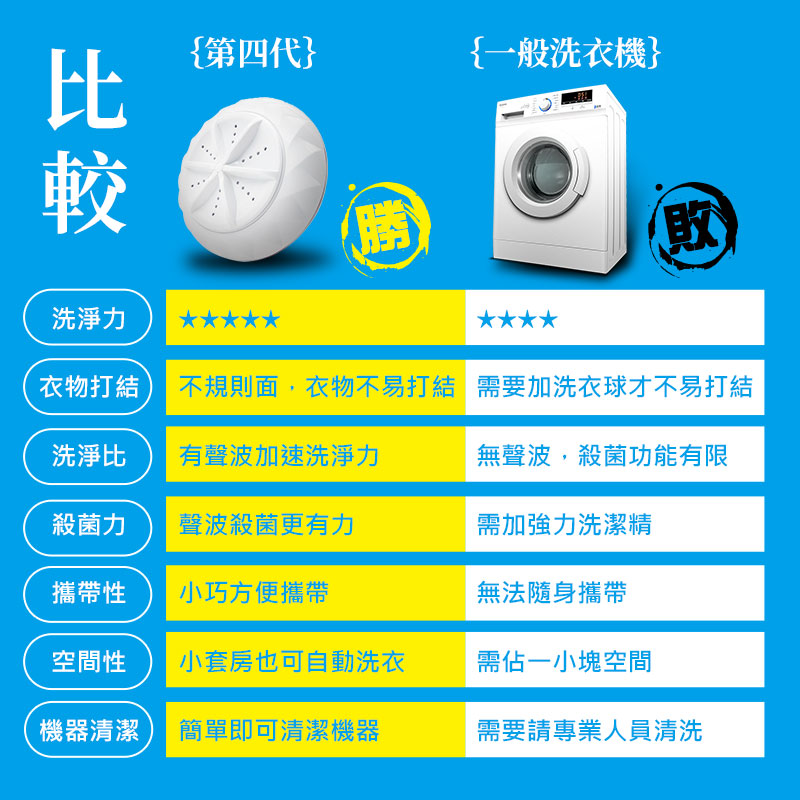 比較
{第四代}
{一般洗衣機}
勝
敗
洗淨力
★★★★★
★★★★
衣物打結
不規則面，衣物不易打結
需要加洗衣球才不易打結
洗淨比
有聲波加速洗淨力
無聲波，殺菌功能有限
殺菌力
聲波殺菌更有力
需加強力洗潔精
攜帶性
小巧方便攜帶
無法隨身攜帶
空間性
小套房也可自動洗衣
需佔一小塊空間
機器清潔
簡單即可清潔機器
需要請專業人員清洗